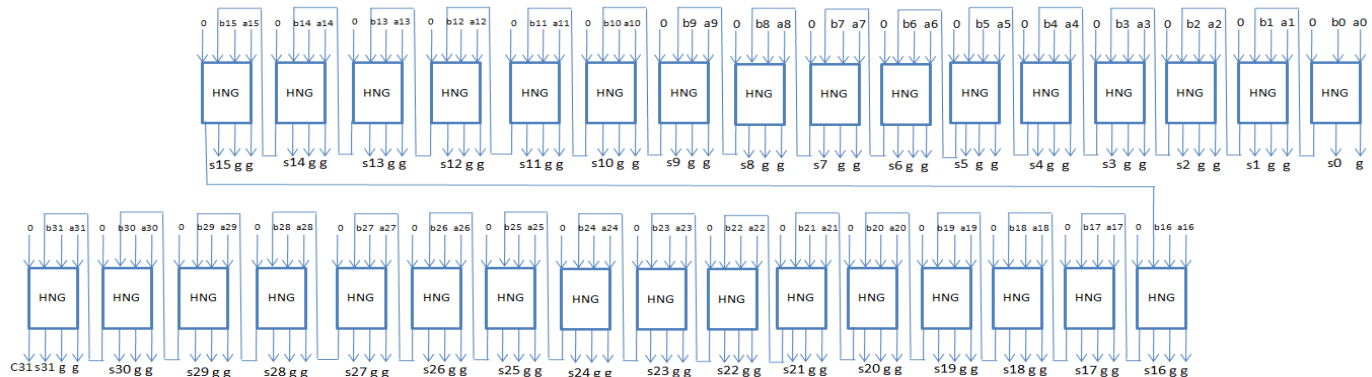 0 b15 a15 0 b14 a14 0 b13 a13 0 b12 a12 0 b11 a11 0 b10 a10 0 b9 a9 0 b8 a8 0 b7 a7 0 b6 a6 0 b5 a5 0 b4 a4 0 b3 a3 0 b2 a2 0 b1 a1 0 b0 a0
HNG HNG HNG HNG HNG HNG HNG HNG HNG HNG HNG HNG HNG HNG HNG HNG
s15 g g s14 g g s13 g g s12 g g s11 g g s10 g g s9 g g s8 g g s7 g g s6 g g s5 g g s4 g g s3 g g s2 g g s1 g g s0 g
0 b31 a31 0 b30 a30 0 b29 a29 0 b28 a28 0 b27 a27 0 b26 a26 0 b25 a25 0 b24 a24 0 b23 a23 0 b22 a22 0 b21 a21 0 b20 a20 0 b19 a19 0 b18 a18 0 b17 a17 0 b16 a16
HNG HNG HNG HNG HNG HNG HNG HNG HNG HNG HNG HNG HNG HNG HNG HNG
C31 s31 g g s30 g g s29 g g s28 g g s27 g g s26 g g s25 g g s24 g g s23 g g s22 g g s21 g g s20 g g s19 g g s18 g g s17 g g s16 g g